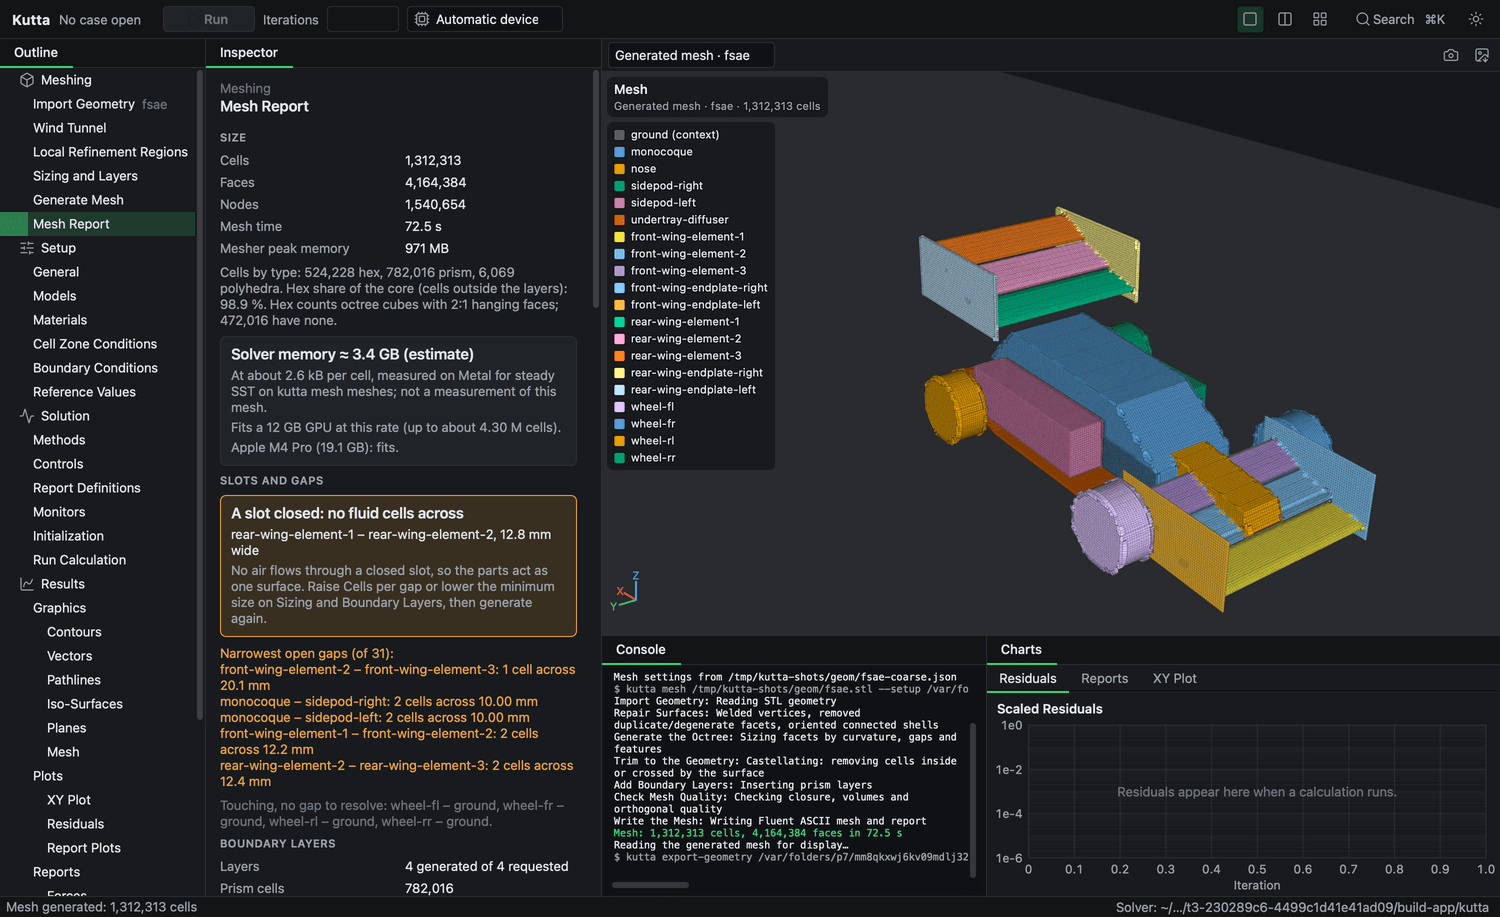 Kutta No case open Run Iterations Automatic device Search ⌘K
Outline
Meshing
Import Geometry fsae
Wind Tunnel
Local Refinement Regions
Sizing and Layers
Generate Mesh
Mesh Report
Setup
General
Models
Materials
Cell Zone Conditions
Boundary Conditions
Reference Values
Solution
Methods
Controls
Report Definitions
Monitors
Initialization
Run Calculation
Results
Graphics
Contours
Vectors
Pathlines
Iso-Surfaces
Planes
Mesh
Plots
XY Plot
Residuals
Report Plots
Reports
Forces
Inspector
Meshing
Mesh Report
SIZE
Cells 1,312,313
Faces 4,164,384
Nodes 1,540,654
Mesh time 72.5 s
Mesher peak memory 971 MB
Cells by type: 524,228 hex, 782,016 prism, 6,069
polyhedra. Hex share of the core (cells outside the layers):
98.9 %. Hex counts octree cubes with 2:1 hanging faces;
472,016 have none.
Solver memory ≈ 3.4 GB (estimate)
At about 2.6 kB per cell, measured on Metal for steady
SST on kutta mesh meshes; not a measurement of this
mesh.
Fits a 12 GB GPU at this rate (up to about 4.30 M cells).
Apple M4 Pro (19.1 GB): fits.
SLOTS AND GAPS
A slot closed: no fluid cells across
rear-wing-element-1 – rear-wing-element-2, 12.8 mm
wide
No air flows through a closed slot, so the parts act as
one surface. Raise Cells per gap or lower the minimum
size on Sizing and Boundary Layers, then generate
again.
Narrowest open gaps (of 31):
front-wing-element-2 – front-wing-element-3: 1 cell across
20.1 mm
monocoque – sidepod-right: 2 cells across 10.00 mm
monocoque – sidepod-left: 2 cells across 10.00 mm
front-wing-element-1 – front-wing-element-2: 2 cells
across 12.2 mm
rear-wing-element-2 – rear-wing-element-3: 2 cells across
12.4 mm
Touching, no gap to resolve: wheel-fl – ground, wheel-fr –
ground, wheel-rl – ground, wheel-rr – ground.
BOUNDARY LAYERS
Layers 4 generated of 4 requested
Prism cells 782,016
Generated mesh · fsae
Mesh
Generated mesh · fsae · 1,312,313 cells
ground (context)
monocoque
nose
sidepod-right
sidepod-left
undertray-diffuser
front-wing-element-1
front-wing-element-2
front-wing-element-3
front-wing-endplate-right
front-wing-endplate-left
rear-wing-element-1
rear-wing-element-2
rear-wing-element-3
rear-wing-endplate-right
rear-wing-endplate-left
wheel-fl
wheel-fr
wheel-rl
wheel-rr
Z
X
Y
Console
Mesh settings from /tmp/kutta-shots/geom/fsae-coarse.json
$ kutta mesh /tmp/kutta-shots/geom/fsae.stl --setup /var/fo
Import Geometry: Reading STL geometry
Repair Surfaces: Welded vertices, removed
duplicate/degenerate facets, oriented connected shells
Generate the Octree: Sizing facets by curvature, gaps and
features
Trim to the Geometry: Castellating: removing cells inside
or crossed by the surface
Add Boundary Layers: Inserting prism layers
Check Mesh Quality: Checking closure, volumes and
orthogonal quality
Write the Mesh: Writing Fluent ASCII mesh and report
Mesh: 1,312,313 cells, 4,164,384 faces in 72.5 s
Reading the generated mesh for display…
$ kutta export-geometry /var/folders/p7/mm8qkxwj6kv09mdlj32
Charts
Residuals Reports XY Plot
Scaled Residuals
1e0
1e-2
1e-4
1e-6
Residuals appear here when a calculation runs.
0 0.1 0.2 0.3 0.4 0.5 0.6 0.7 0.8 0.9 1.0
Iteration
Mesh generated: 1,312,313 cells
Solver: ~/…/t3-230289c6-4499c1d41e41ad09/build-app/kutta